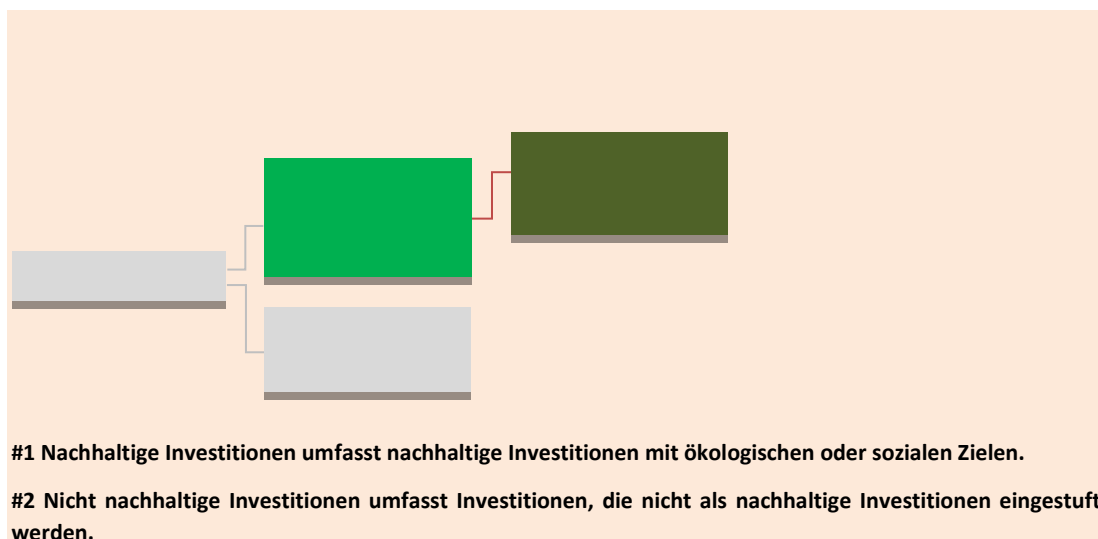 #1 Nachhaltige Investitionen umfasst nachhaltige Investitionen mit ökologischen oder sozialen Zielen.
#2 Nicht nachhaltige Investitionen umfasst Investitionen, die nicht als nachhaltige Investitionen eingestuft
werden.